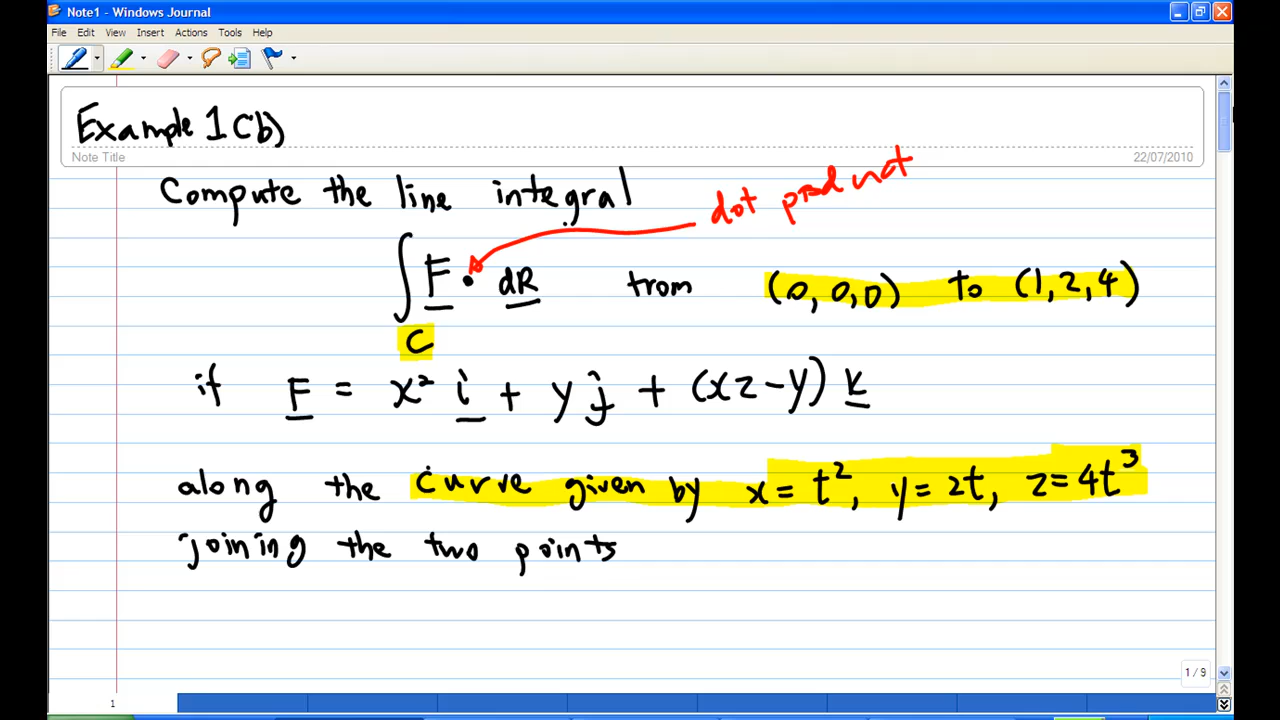 Note1 - Windows Journal
File Edit View Insert Actions Tools Help
Example 1(b)
Note Title
22/07/2010
Compute the line integral
dot product
∫ F • dR from (0,0,0) to (1,2,4)
C
if F = x² i + y j + (xz-y) k
along the curve given by x = t², y = 2t, z = 4t³
joining the two points
1 / 9
1